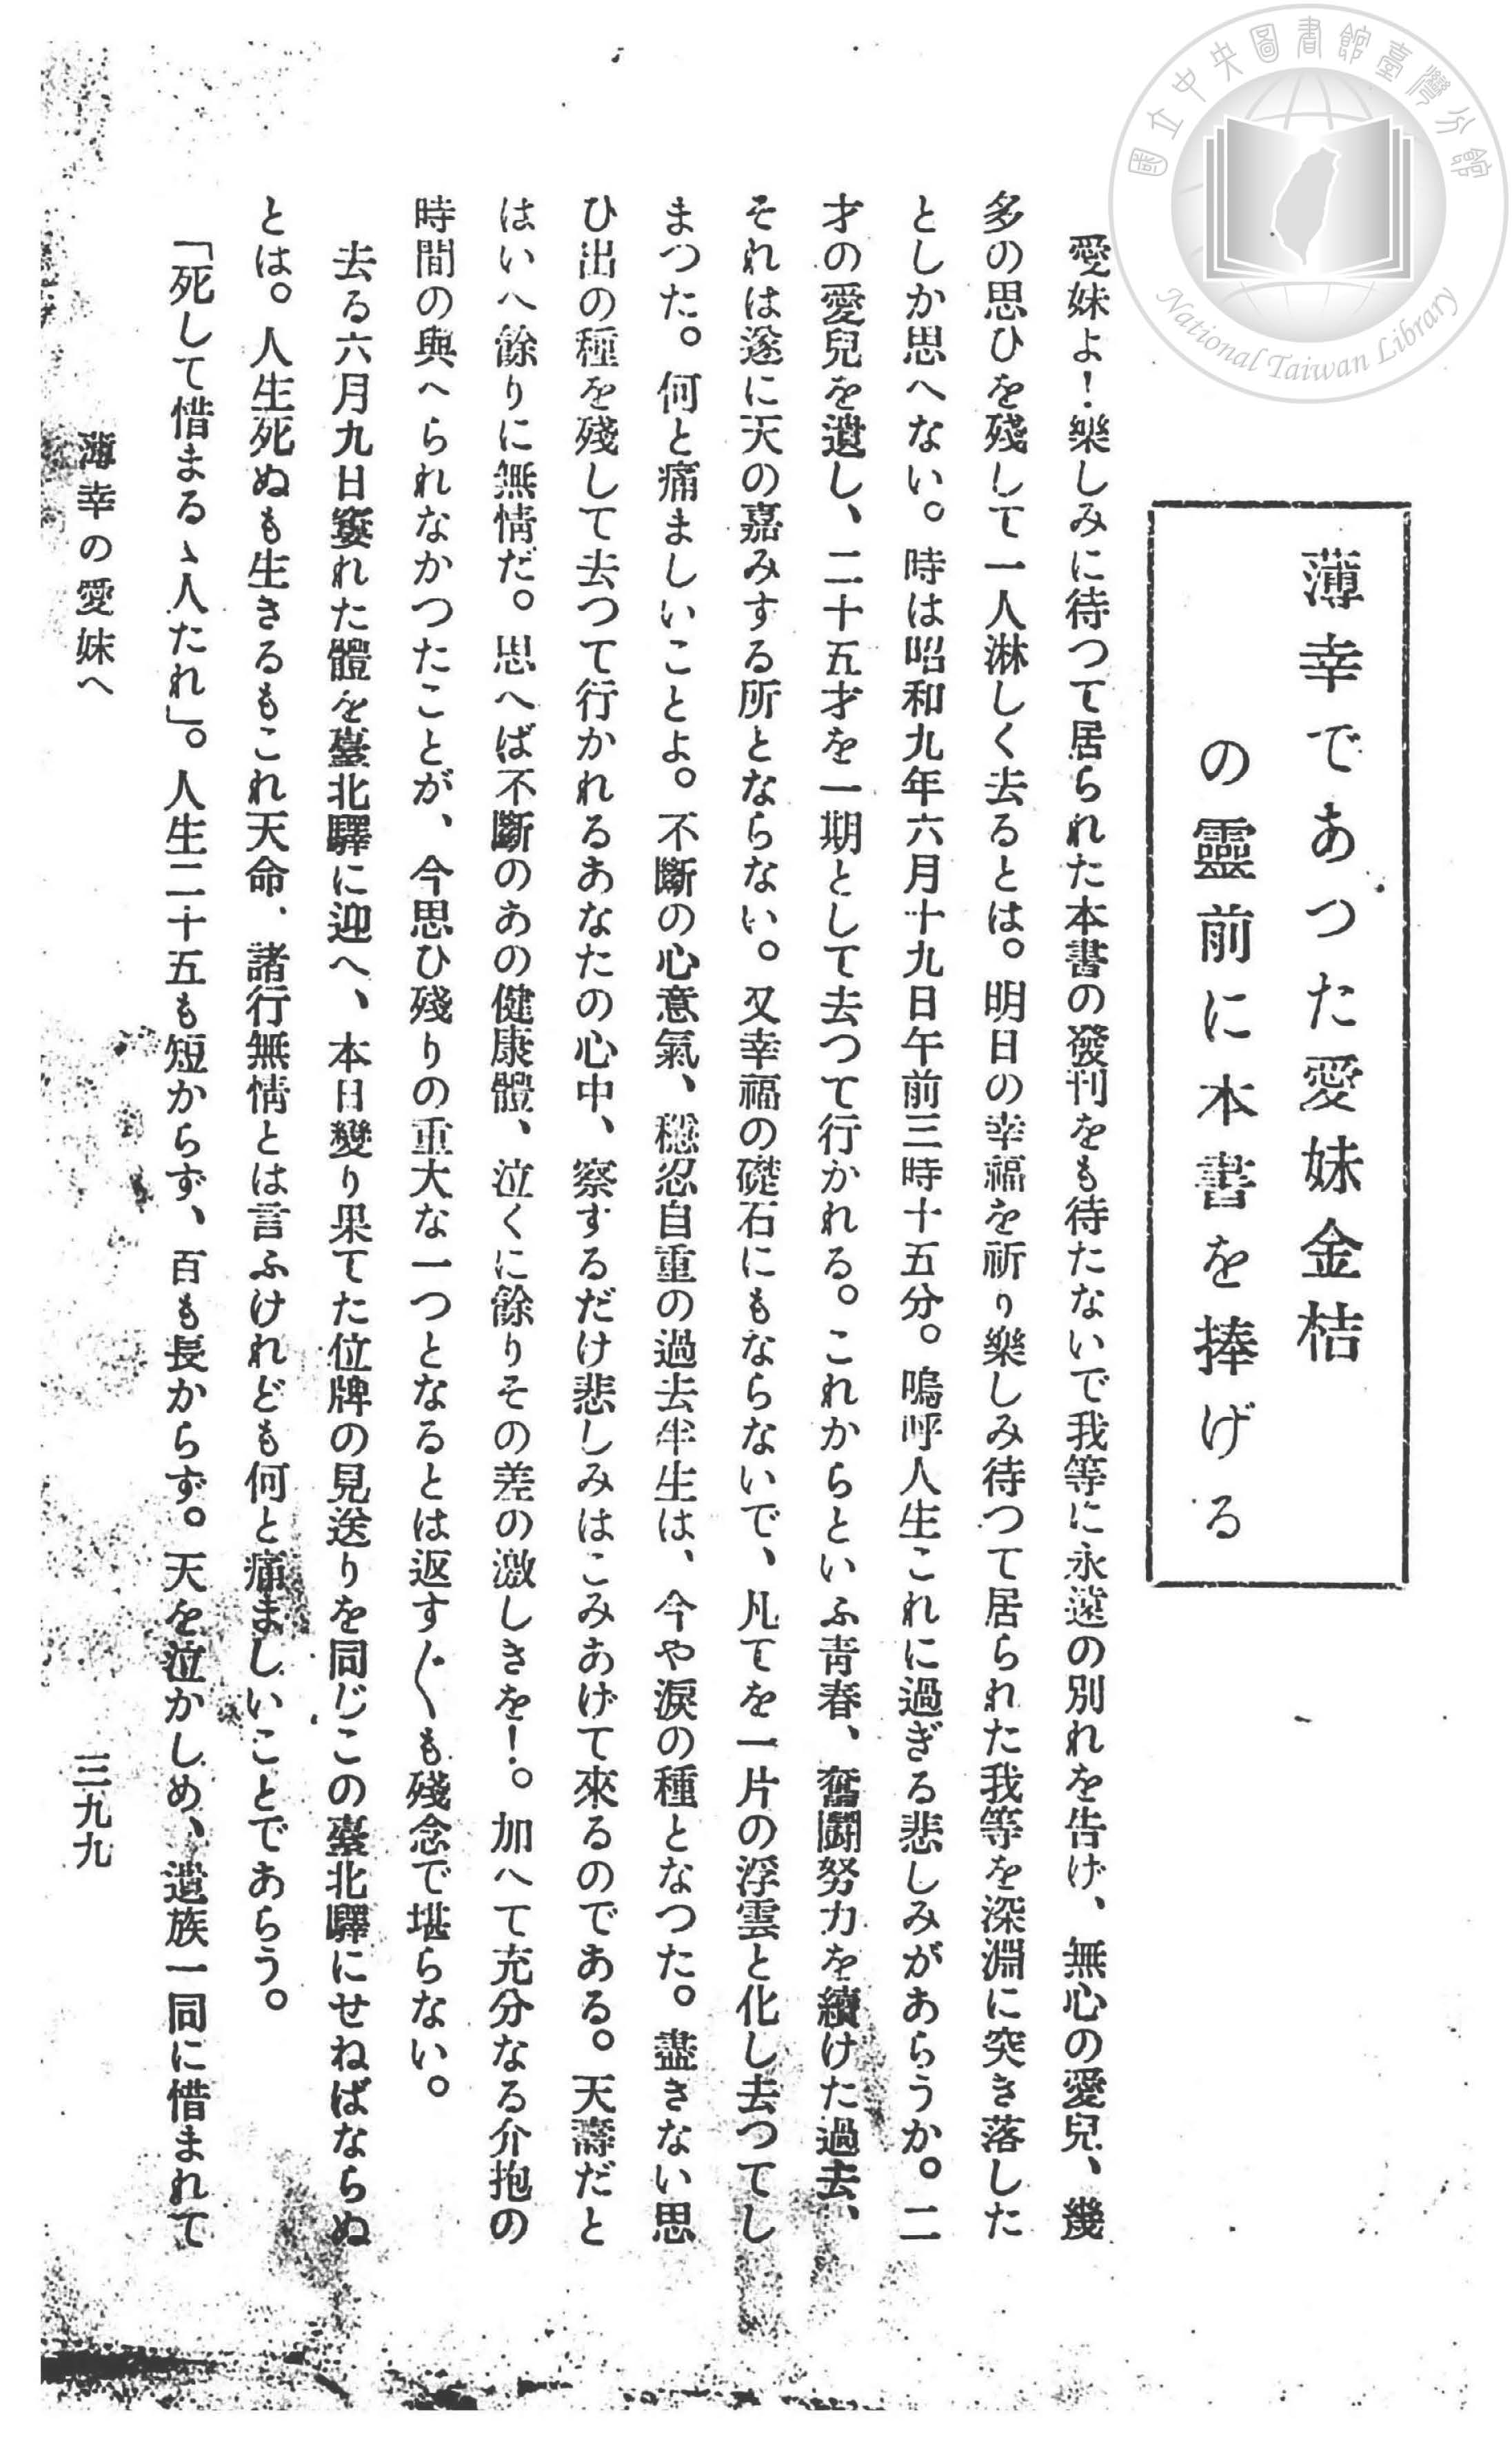 國立中央圖書館臺灣分館
National Taiwan Library
薄幸であつた愛妹金桔
の靈前に本書を捧げる
愛妹よ!樂しみに待つて居られた本書の發刊をも待たないで我等に永遠の別れを告げ、無心の愛兒、幾
多の思ひを殘して一人淋しく去るとは。明日の幸福を祈り樂しみ待つて居られた我等を深淵に突き落した
としか思へない。時は昭和九年六月十九日午前三時十五分。嗚呼人生これに過ぎる悲しみがあらうか。二
才の愛兒を遺し、二十五才を一期として去つて行かれる。これからといふ靑春、奮鬪努力を續けた過去、
それは遂に天の嘉みする所とならない。又幸福の礎石にもならないで、凡てを一片の浮雲と化し去つてし
まつた。何と痛ましいことよ。不斷の心意氣、穩忍自重の過去半生は、今や淚の種となつた。盡きない思
ひ出の種を殘して去つて行かれるあなたの心中、察するだけ悲しみはこみあげて來るのである。天壽だと
はいへ餘りに無情だ。思へば不斷のあの健康體、泣くに餘りその差の激しきを!。加へて充分なる介抱の
時間の與へられなかつたことが、今思ひ殘りの重大な一つとなるとは返す〴〵も殘念で堪らない。
去る六月九日窶れた體を臺北驛に迎へ、本日變り果てた位牌の見送りを同じこの臺北驛にせねばならぬ
とは。人生死ぬも生きるもこれ天命、諸行無情とは言ふけれども何と痛ましいことであらう。
「死して惜まるゝ人たれ」。人生二十五も短からず、百も長からず。天を泣かしめ、遺族一同に惜まれて
薄幸の愛妹へ
三九九